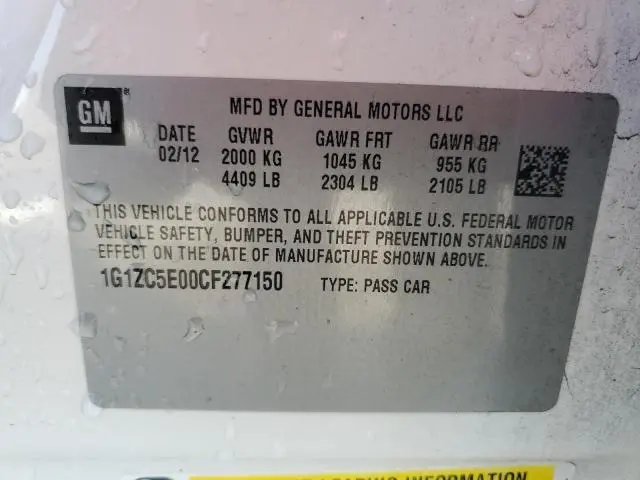 GM
MFD BY GENERAL MOTORS LLC
DATE GVWR GAWR FRT GAWR RR
02/12 2000 KG 1045 KG 955 KG
4409 LB 2304 LB 2105 LB
THIS VEHICLE CONFORMS TO ALL APPLICABLE U.S. FEDERAL MOTOR
VEHICLE SAFETY, BUMPER, AND THEFT PREVENTION STANDARDS IN
EFFECT ON THE DATE OF MANUFACTURE SHOWN ABOVE.
1G1ZC5E00CF277150 TYPE: PASS CAR
LOADING INFORMATION